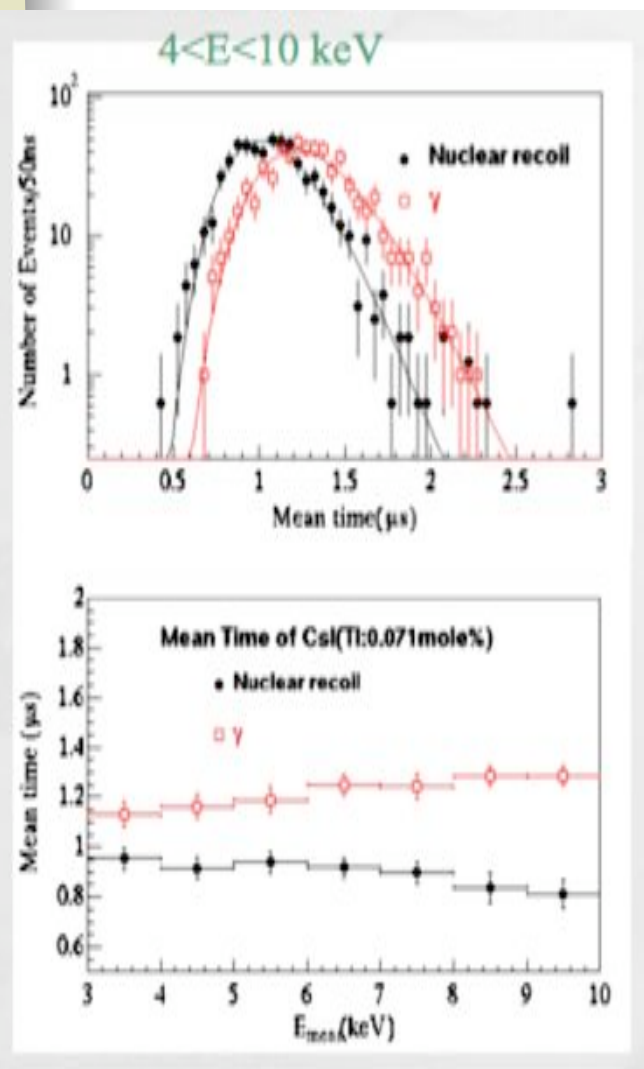 4<E<10 keV
Number of Events/50ns
10²
10
1
Nuclear recoil
γ
0 0.5 1 1.5 2 2.5 3
Mean time(μs)
Mean time (μs)
2
1.8
1.6
1.4
1.2
1
0.8
0.6
Mean Time of CsI(Tl:0.071mole%)
Nuclear recoil
γ
3 4 5 6 7 8 9 10
(keV)